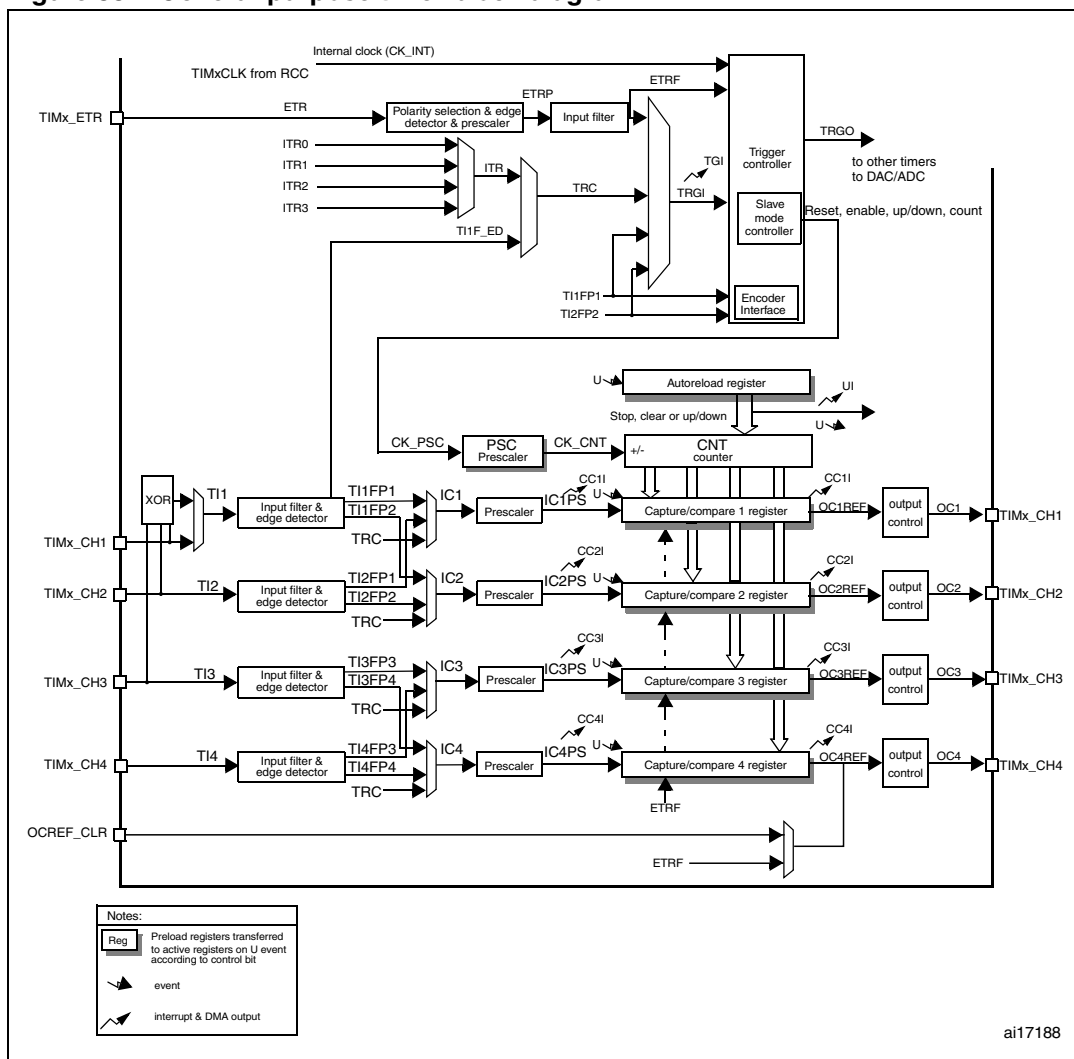 Internal clock (CK_INT)
TIMxCLK from RCC
ETRF
TIMx_ETR
ETR
Polarity selection & edge
detector & prescaler
ETRP
Input filter
ITR0
ITR1
ITR2
ITR3
ITR
TI1F_ED
TRC
TGI
TRGI
Trigger
controller
TRGO
to other timers
to DAC/ADC
Slave
mode
controller
Reset, enable, up/down, count
TI1FP1
TI2FP2
Encoder
Interface
U
Autoreload register
UI
U
Stop, clear or up/down
CK_PSC
PSC
Prescaler
CK_CNT
+/-
CNT
counter
XOR
TI1
Input filter &
edge detector
TI1FP1
TI1FP2
TRC
IC1
Prescaler
IC1PS
CC1I
U
Capture/compare 1 register
CC1I
OC1REF
output
control
OC1
TIMx_CH1
TIMx_CH1
TIMx_CH2
TI2
Input filter &
edge detector
TI2FP1
TI2FP2
TRC
IC2
Prescaler
IC2PS
CC2I
U
Capture/compare 2 register
CC2I
OC2REF
output
control
OC2
TIMx_CH2
TIMx_CH3
TI3
Input filter &
edge detector
TI3FP3
TI3FP4
TRC
IC3
Prescaler
IC3PS
CC3I
U
Capture/compare 3 register
CC3I
OC3REF
output
control
OC3
TIMx_CH3
TIMx_CH4
TI4
Input filter &
edge detector
TI4FP3
TI4FP4
TRC
IC4
Prescaler
IC4PS
CC4I
U
Capture/compare 4 register
CC4I
OC4REF
output
control
OC4
TIMx_CH4
ETRF
OCREF_CLR
ETRF
Notes:
Reg
Preload registers transferred
to active registers on U event
according to control bit
event
interrupt & DMA output
ai17188